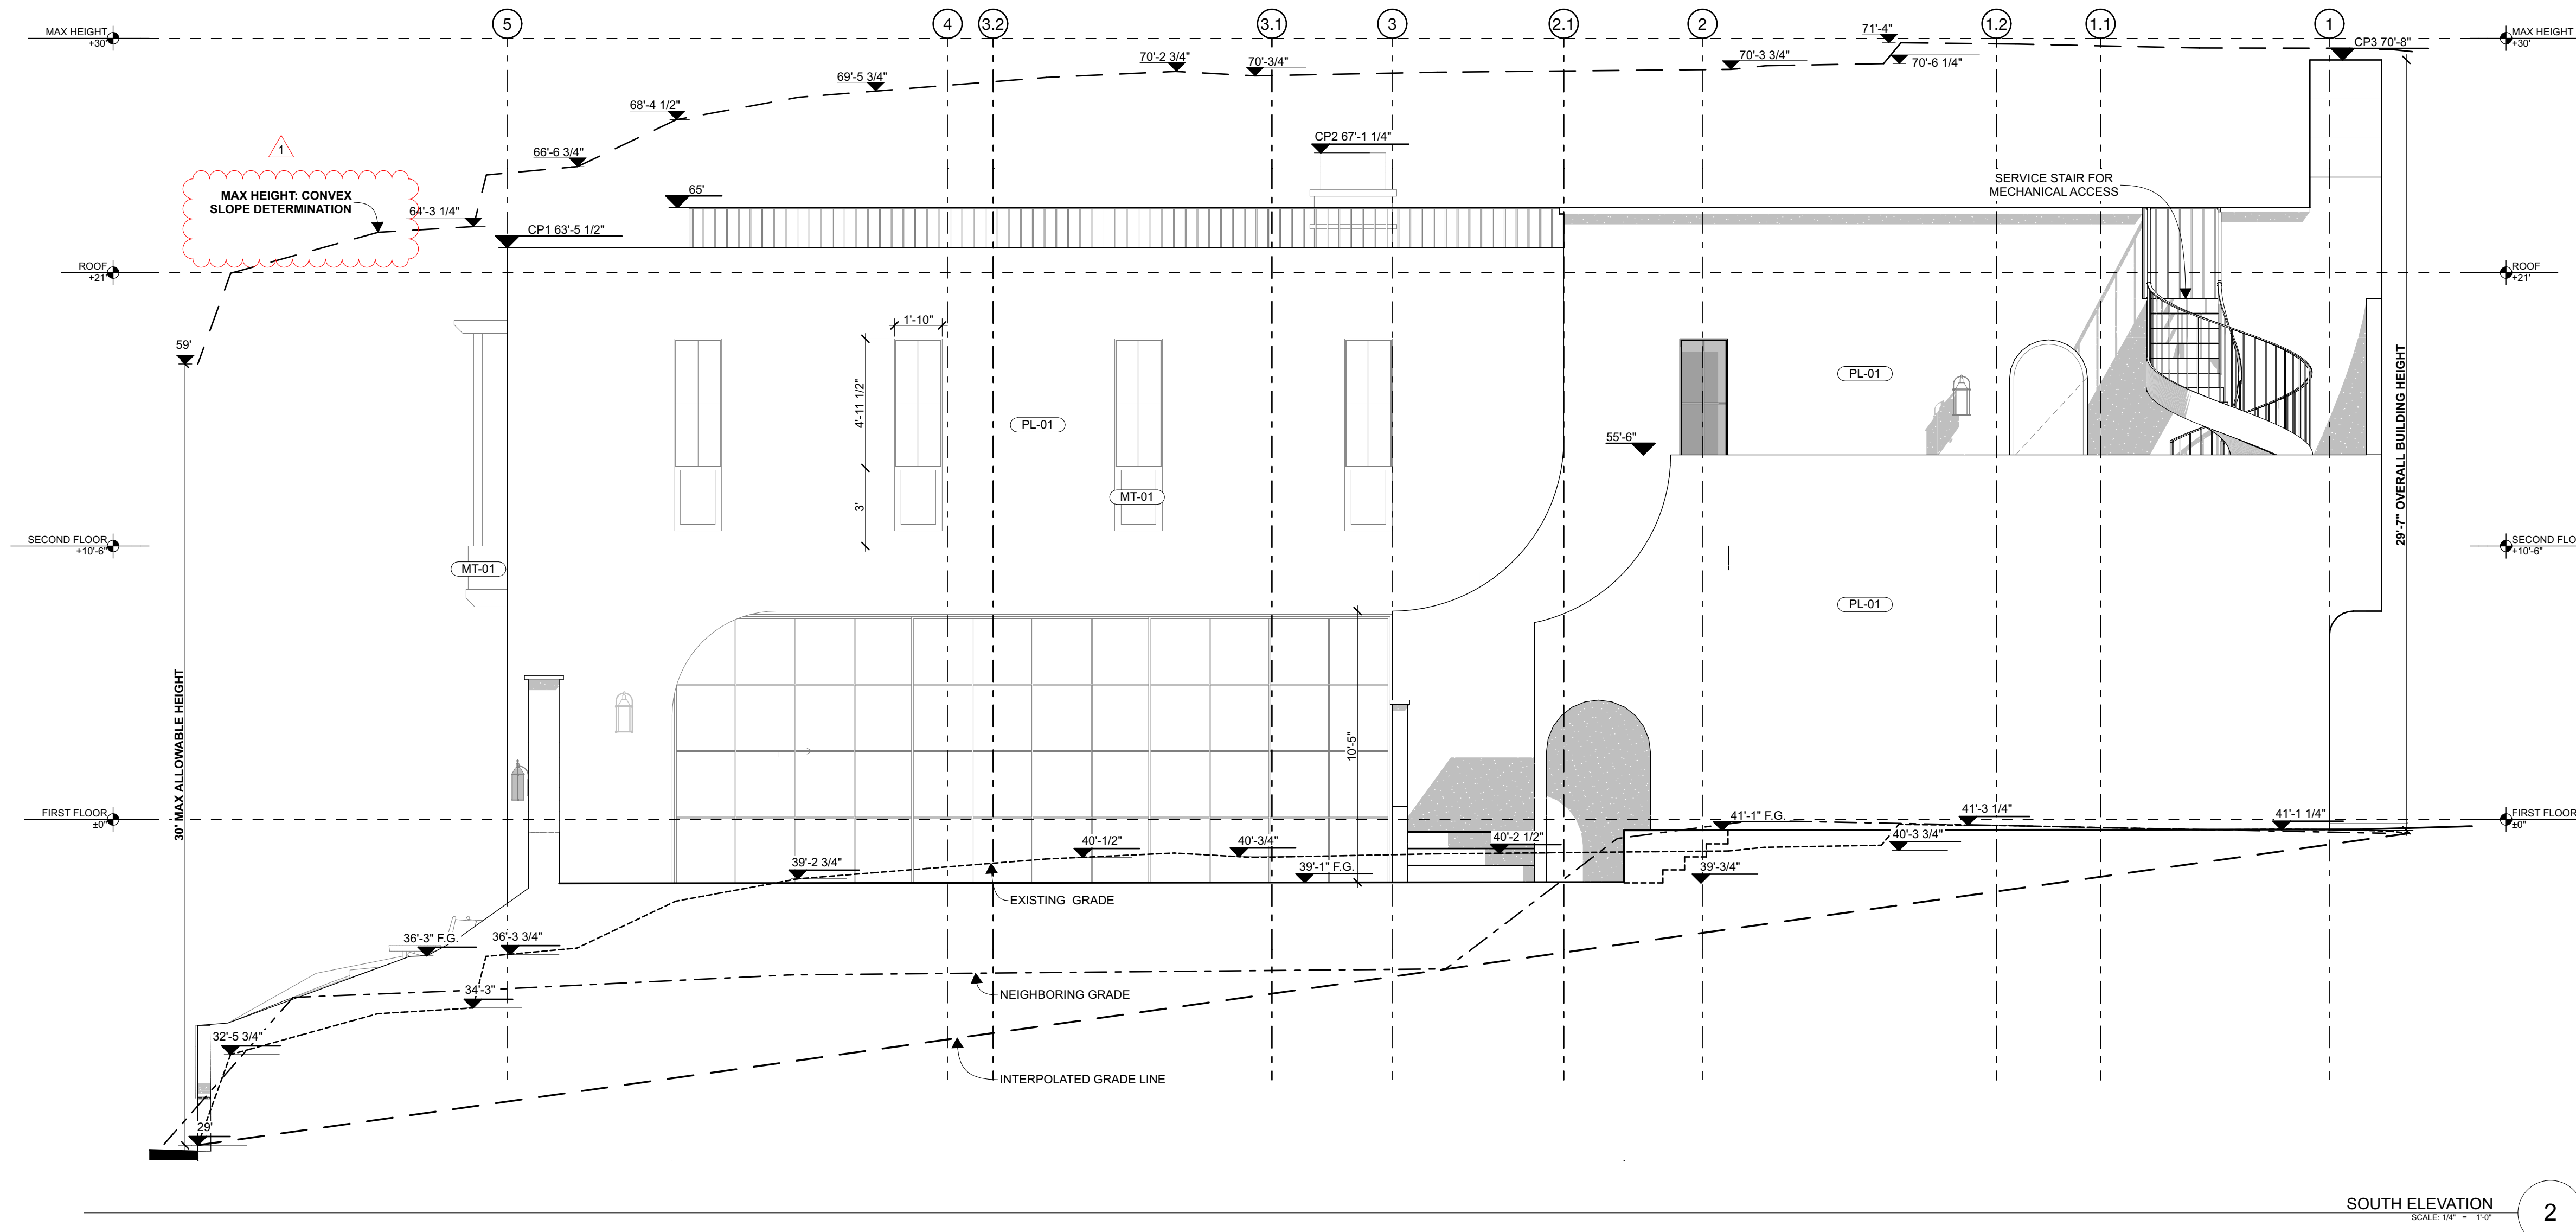 5
4
3.2
3.1
3
2.1
2
1.2
1.1
1
MAX HEIGHT
+30'
MAX HEIGHT
+30'
71'-4"
CP3 70'-8"
70'-2 3/4"
70'-3/4"
70'-3 3/4"
70'-6 1/4"
69'-5 3/4"
68'-4 1/2"
66'-6 3/4"
CP2 67'-1 1/4"
1
MAX HEIGHT: CONVEX
SLOPE DETERMINATION
64'-3 1/4"
65'
SERVICE STAIR FOR
MECHANICAL ACCESS
CP1 63'-5 1/2"
ROOF
+21'
ROOF
+21'
59'
1'-10"
4'-11 1/2"
3'
PL-01
PL-01
55'-6"
MT-01
29'-7" OVERALL BUILDING HEIGHT
SECOND FLOOR
+10'-6"
SECOND FLO
+10'-6"
MT-01
PL-01
30' MAX ALLOWABLE HEIGHT
10'-5"
FIRST FLOOR
±0"
FIRST FLOOR
±0"
41'-1" F.G.
41'-3 1/4"
41'-1 1/4"
40'-1/2"
40'-3/4"
40'-2 1/2"
40'-3 3/4"
39'-2 3/4"
39'-1" F.G.
39'-3/4"
EXISTING GRADE
36'-3" F.G.
36'-3 3/4"
34'-3"
NEIGHBORING GRADE
32'-5 3/4"
INTERPOLATED GRADE LINE
29'
SOUTH ELEVATION
SCALE: 1/4" = 1'-0"
2